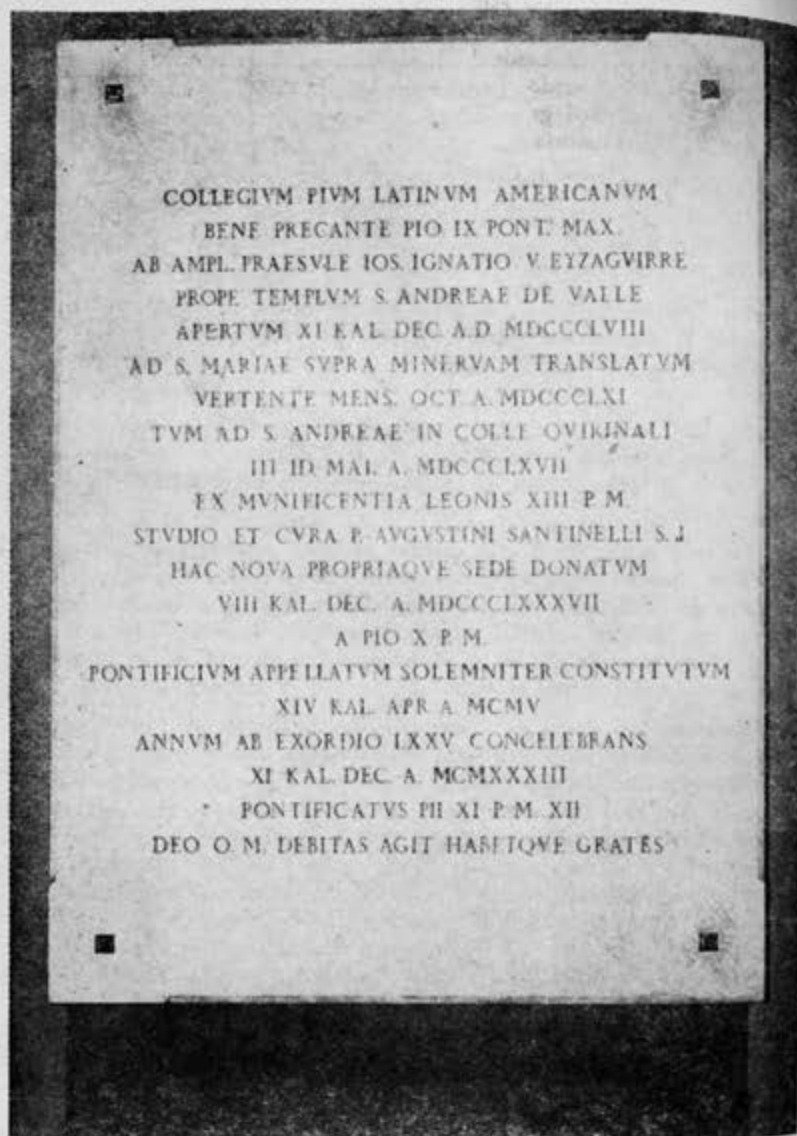 COLLEGIVM PIVM LATINVM AMERICANVM
BENE PRECANTE PIO IX PONT. MAX.
AB AMPL. PRAESVLE IOS. IGNATIO V. EYZAGVIRRE
PROPE TEMPLVM S. ANDREAE DE VALLE
APERTVM XI KAL. DEC. A.D. MDCCCLVIII
AD S. MARIAE SVPRA MINERVAM TRANSLATVM
VERTENTE MENS. OCT. A. MDCCCLXI
TVM AD S. ANDREAE IN COLLE QVIRINALI
III ID. MAI. A. MDCCCLXVII
EX MVNIFICENTIA LEONIS XIII P.M.
STVDIO ET CVRA P. AVGVSTINI SANTINELLI S.J
HAC NOVA PROPRIAQVE SEDE DONATVM
VIII KAL. DEC. A. MDCCCLXXXVII
A PIO X P.M.
PONTIFICIVM APPELLATVM SOLEMNITER CONSTITVTVM
XIV KAL. APR. A. MCMV
ANNVM AB EXORDIO LXXV CONCELEBRANS
XI KAL. DEC. A. MCMXXXIII
PONTIFICATVS PII XI P.M. XII
DEO O.M. DEBITAS AGIT HABETQVE GRATES